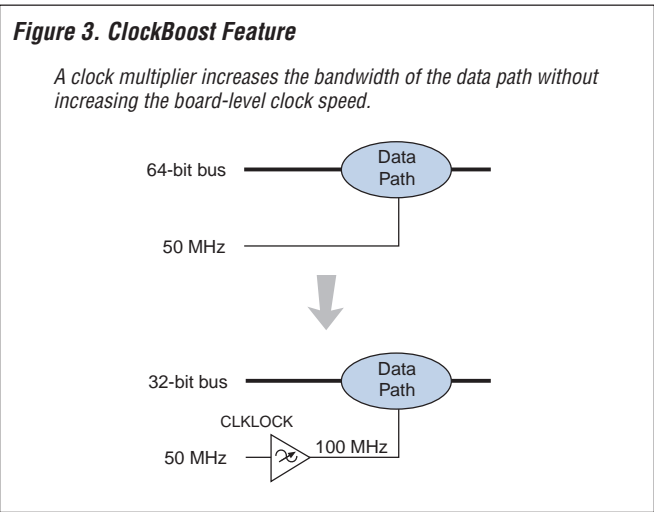 Figure 3. ClockBoost Feature
A clock multiplier increases the bandwidth of the data path without
increasing the board-level clock speed.
64-bit bus
Data
Path
50 MHz
32-bit bus
Data
Path
CLKLOCK
50 MHz
100 MHz